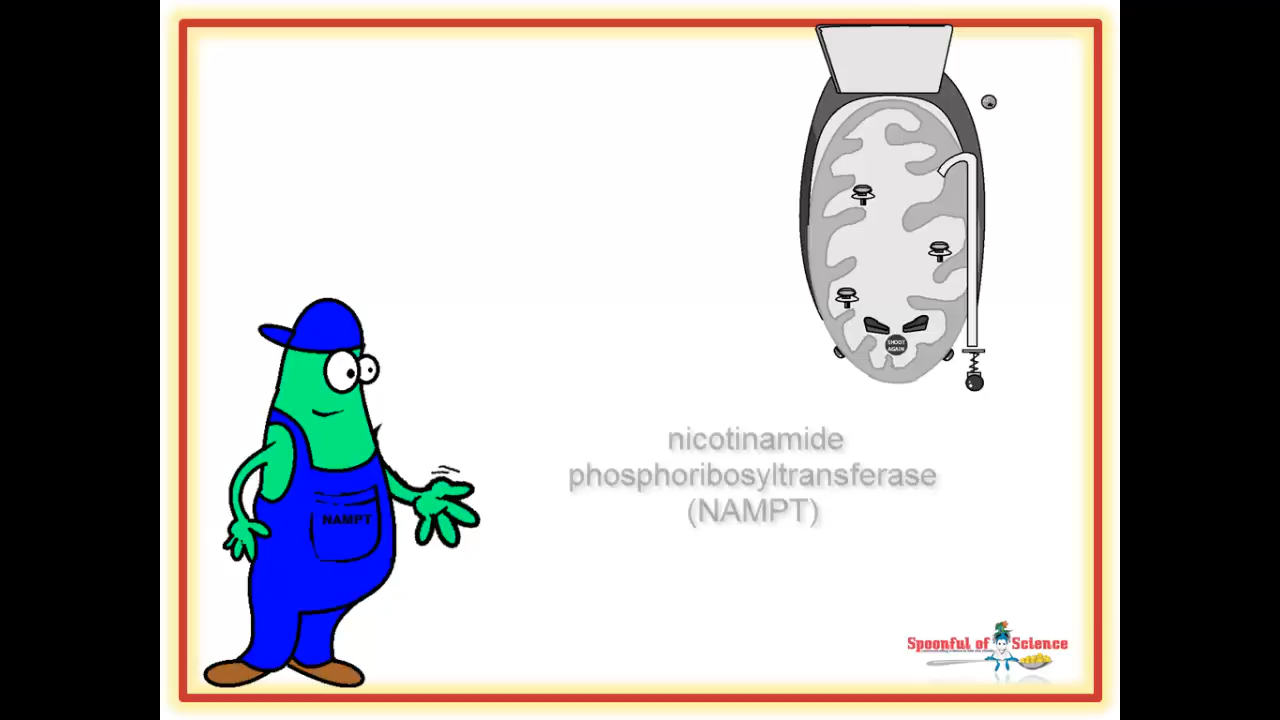 SHOOT
AGAIN
nicotinamide
phosphoribosyltransferase
(NAMPT)
NAMPT
Spoonful of Science